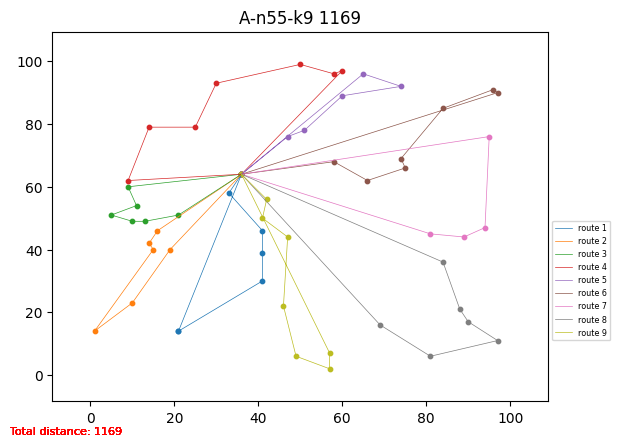 A-n55-k9 1169
100
80
60
40
20
0
0 20 40 60 80 100
route 1
route 2
route 3
route 4
route 5
route 6
route 7
route 8
route 9
Total distance: 1169